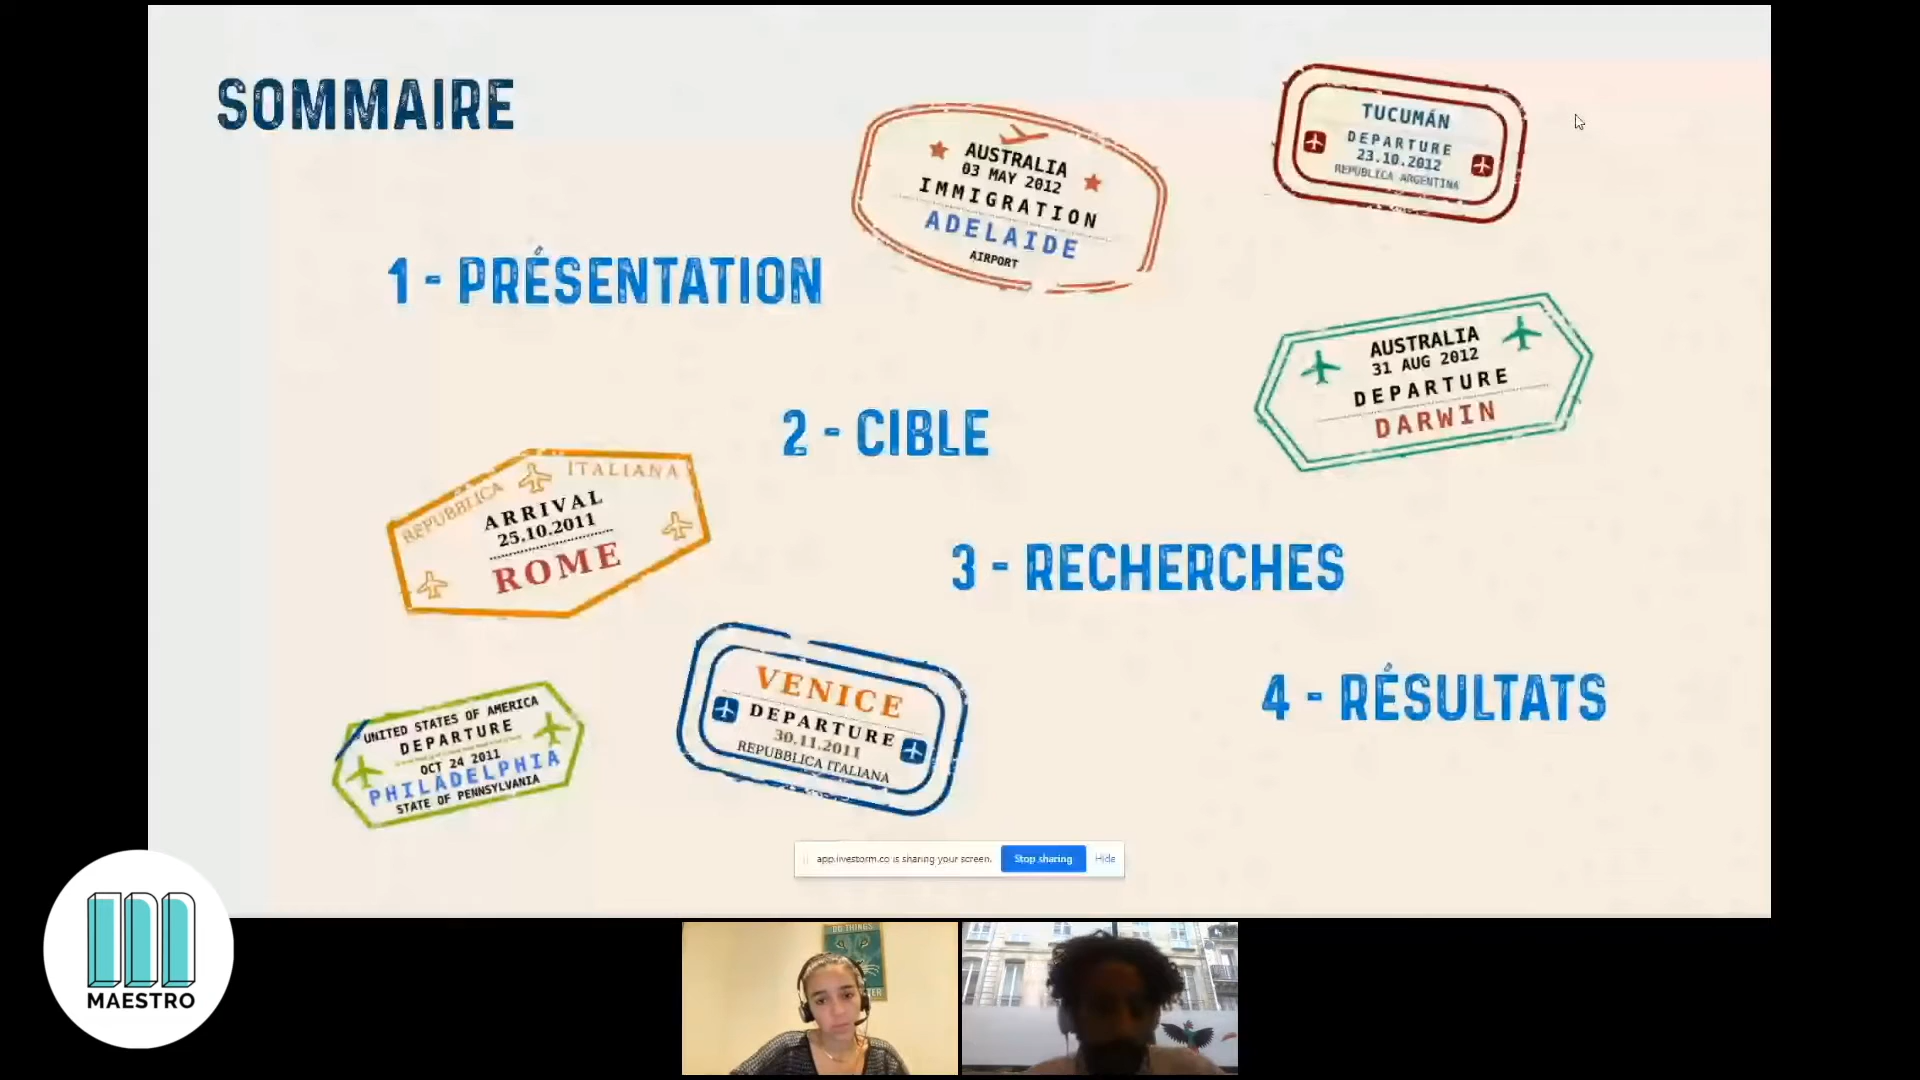 SOMMAIRE
TUCUMÁN
DEPARTURE
23.10.2012
REPUBLICA ARGENTINA
AUSTRALIA
03 MAY 2012
IMMIGRATION
ADELAIDE
AIRPORT
1 - PRÉSENTATION
AUSTRALIA
31 AUG 2012
DEPARTURE
DARWIN
2 - CIBLE
REPUBBLICA ITALIANA
ARRIVAL
25.10.2011
ROME
3 - RECHERCHES
VENICE
DEPARTURE
30.11.2011
REPUBBLICA ITALIANA
4 - RÉSULTATS
UNITED STATES OF AMERICA
DEPARTURE
OCT 24 2011
PHILADELPHIA
STATE OF PENNSYLVANIA
app.livestorm.co is sharing your screen. Stop sharing Hide
MAESTRO
DO THINGS